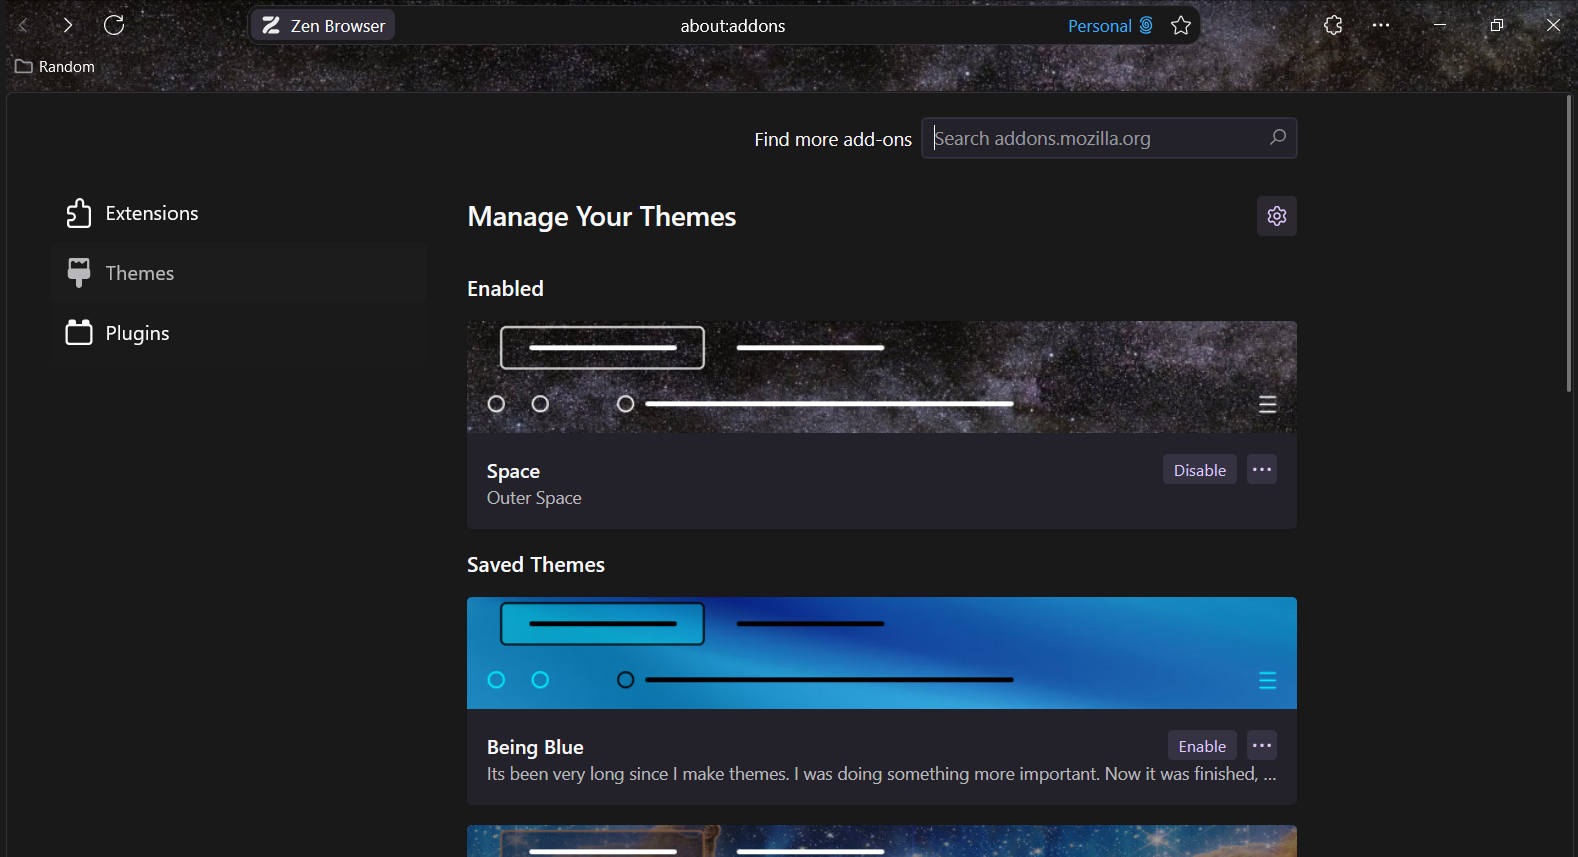 Zen Browser
about:addons
Personal
Random
Find more add-ons
Search addons.mozilla.org
Extensions
Themes
Plugins
Manage Your Themes
Enabled
Space
Disable
Outer Space
Saved Themes
Being Blue
Enable
Its been very long since I make themes. I was doing something more important. Now it was finished, ...